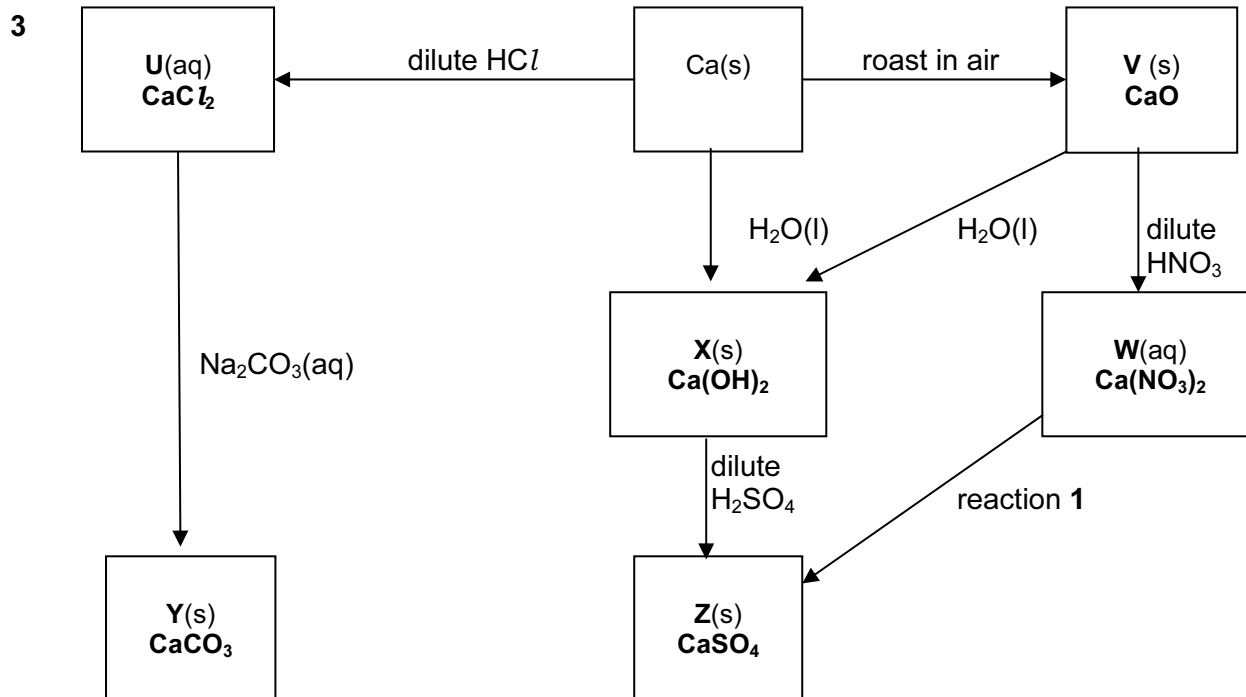 3
U(aq)
CaCl₂
dilute HCl
Ca(s)
roast in air
V (s)
CaO
H₂O(l)
H₂O(l)
dilute
HNO₃
Na₂CO₃(aq)
X(s)
Ca(OH)₂
W(aq)
Ca(NO₃)₂
dilute
H₂SO₄
reaction 1
Y(s)
CaCO₃
Z(s)
CaSO₄